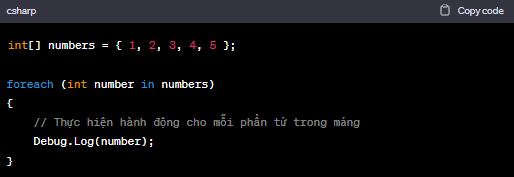 csharp
Copy code
int[] numbers = { 1, 2, 3, 4, 5 };
foreach (int number in numbers)
{
    // Thực hiện hành động cho mỗi phần tử trong mảng
    Debug.Log(number);
}